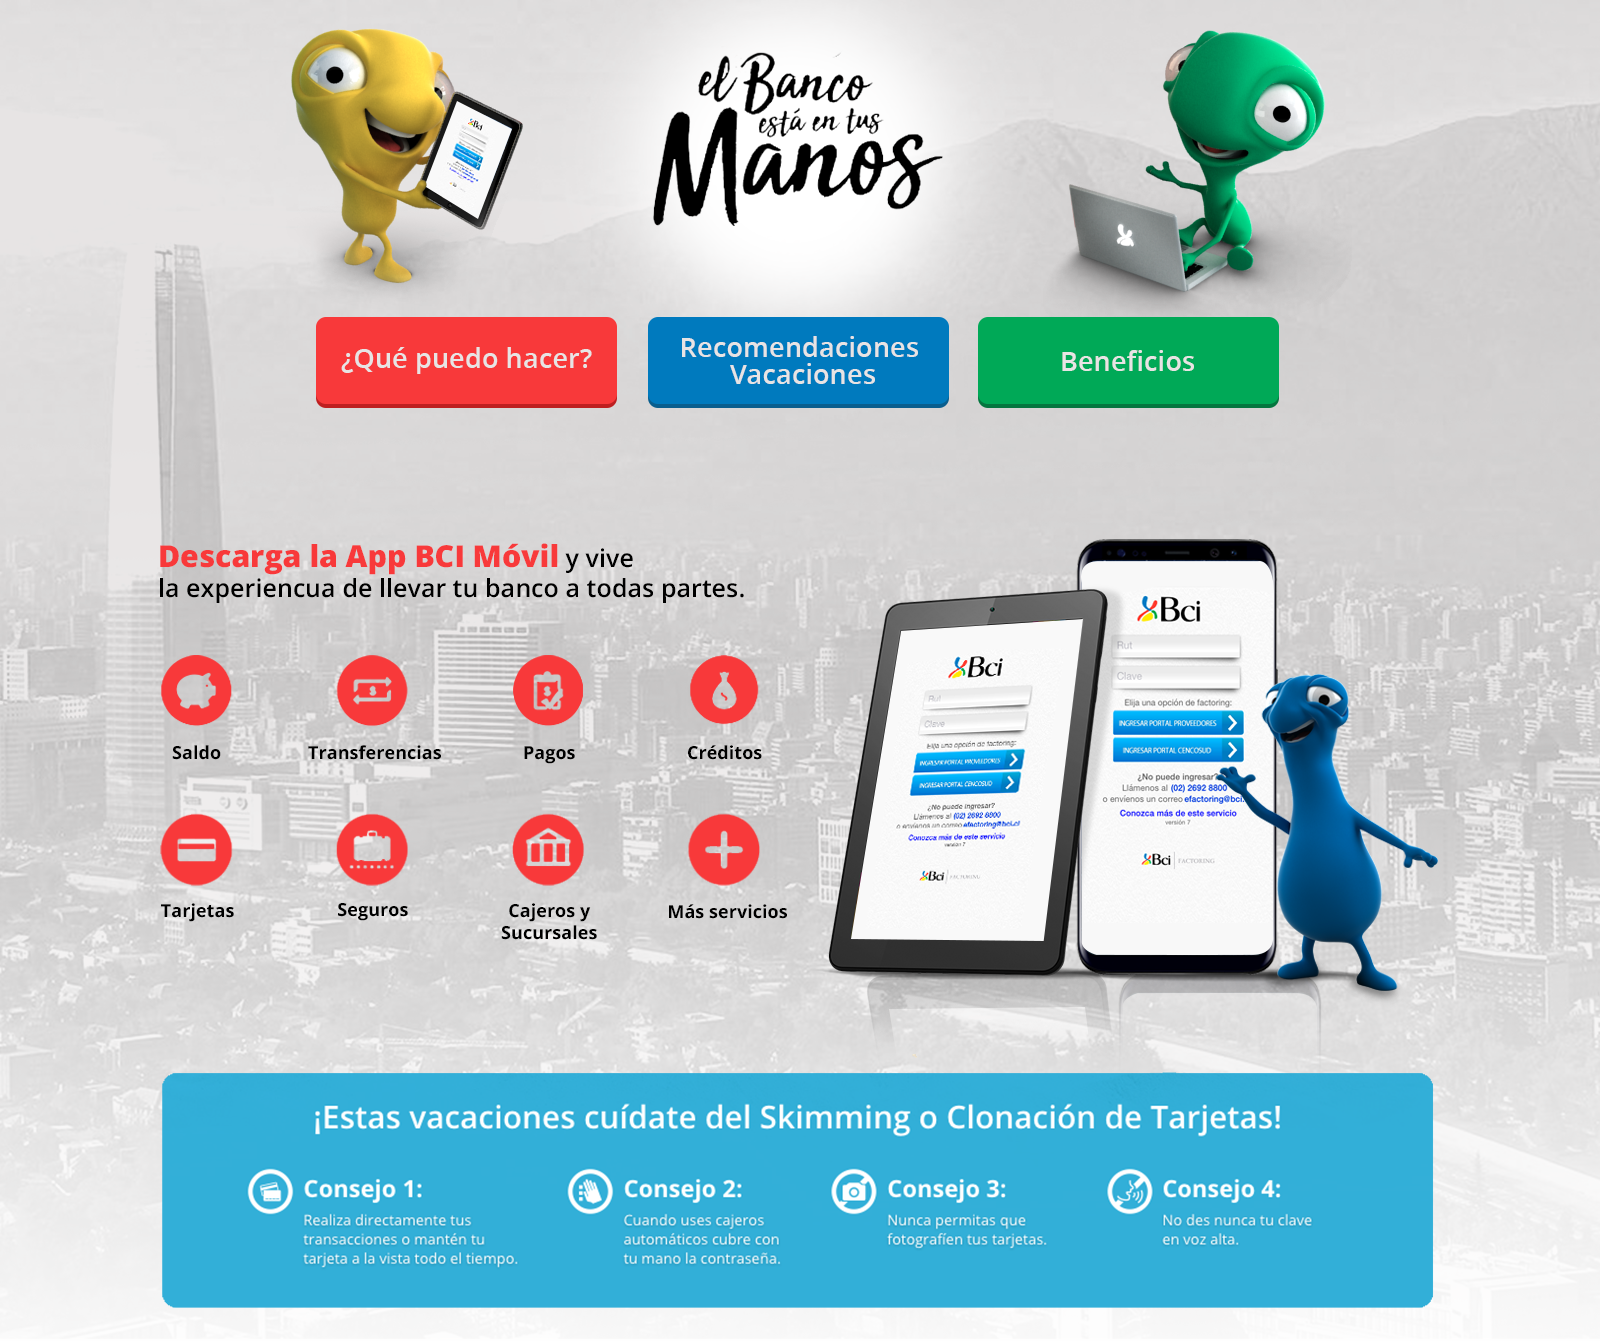 el Banco
está en tus
Manos
Bci
¿Qué puedo hacer?
Recomendaciones
Vacaciones
Beneficios
Descarga la App BCI Móvil y vive
la experiencua de llevar tu banco a todas partes.
Saldo
Transferencias
Pagos
Créditos
Tarjetas
Seguros
Cajeros y
Sucursales
Más servicios
Bci
Rut
Clave
Elija una opción de factoring:
INGRESAR PORTAL PROVEEDORES
INGRESAR PORTAL CENCOSUD
¿No puede ingresar?
Llámenos al (02) 2692 8800
o envíenos un correo efactoring@bci.cl
Conozca más de este servicio
versión 7
Bci FACTORING
Bci
Rut
Clave
Elija una opción de factoring:
INGRESAR PORTAL PROVEEDORES
INGRESAR PORTAL CENCOSUD
¿No puede ingresar?
Llámenos al (02) 2692 8800
o envíenos un correo efactoring@bci.
Conozca más de este servicio
versión 7
Bci FACTORING
¡Estas vacaciones cuídate del Skimming o Clonación de Tarjetas!
Consejo 1:
Realiza directamente tus
transacciones o mantén tu
tarjeta a la vista todo el tiempo.
Consejo 2:
Cuando uses cajeros
automáticos cubre con
tu mano la contraseña.
Consejo 3:
Nunca permitas que
fotografíen tus tarjetas.
Consejo 4:
No des nunca tu clave
en voz alta.